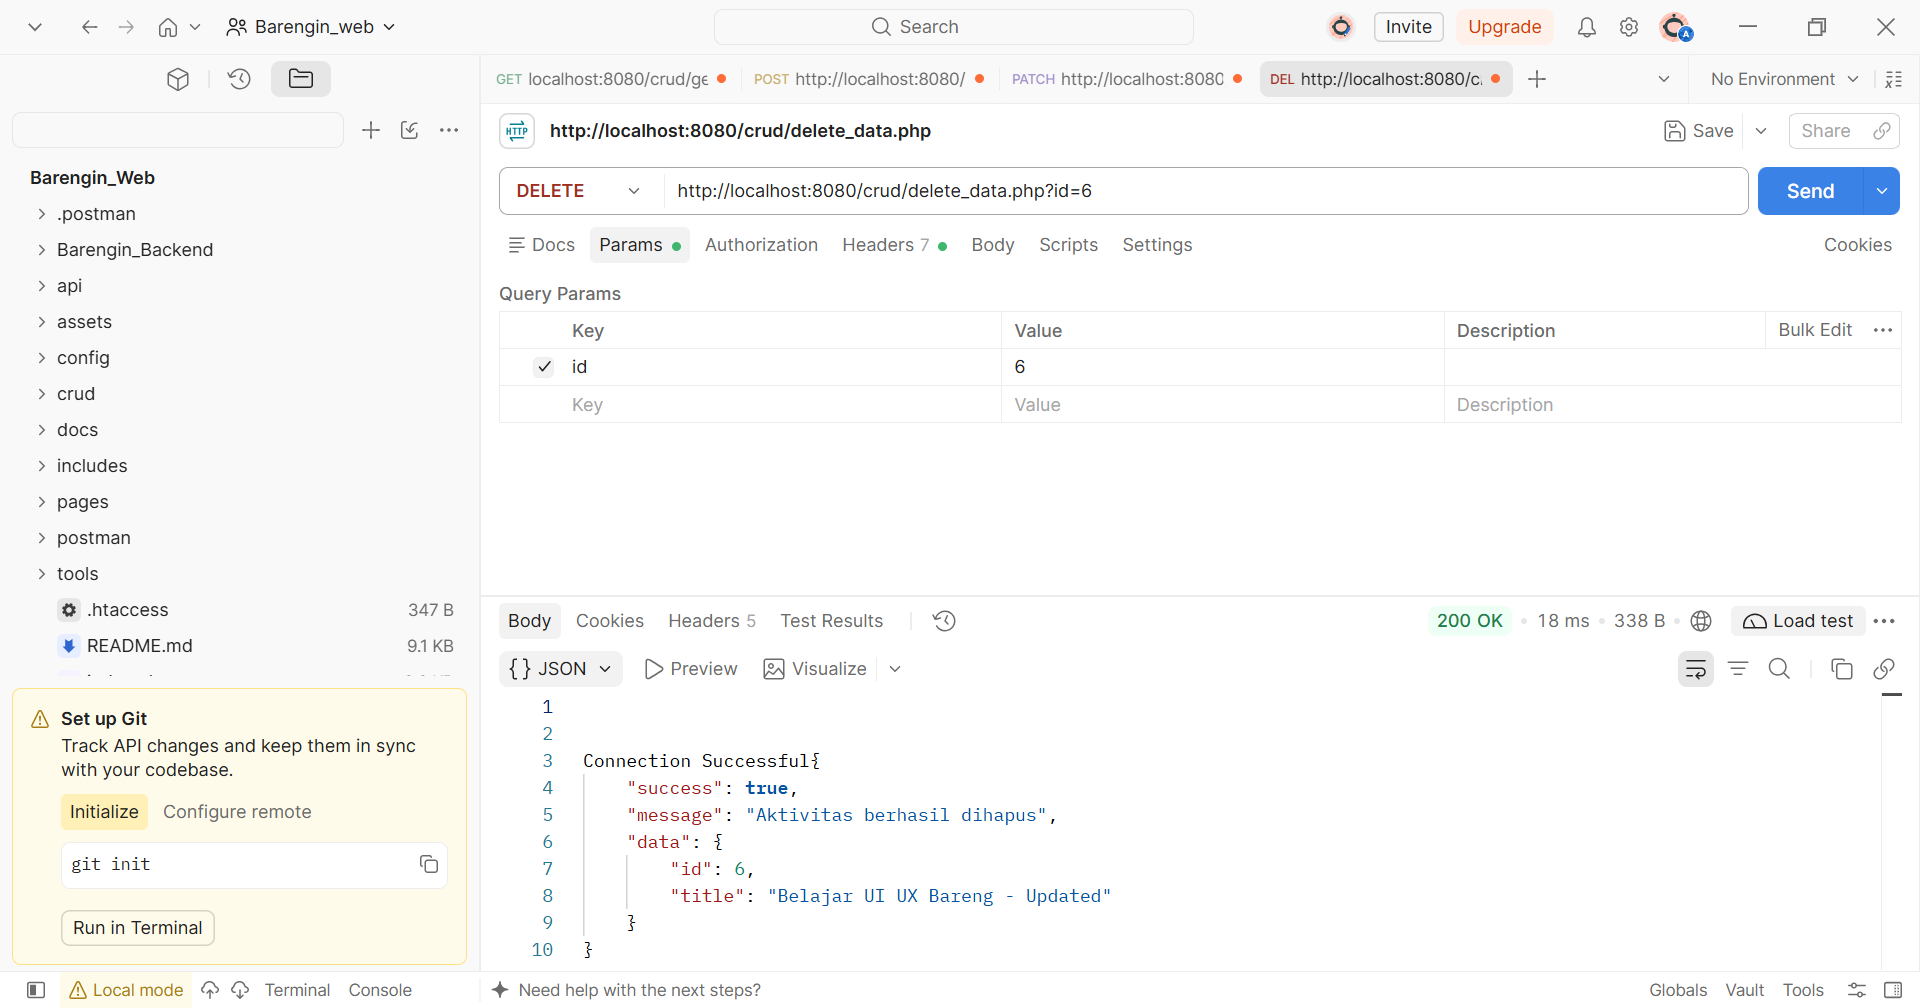 Barengin_web
Search
Invite
Upgrade
A
GET localhost:8080/crud/ge
POST http://localhost:8080/
PATCH http://localhost:8080
DEL http://localhost:8080/c
No Environment
HTTP
http://localhost:8080/crud/delete_data.php
Save
Share
Barengin_Web
.postman
Barengin_Backend
api
assets
config
crud
docs
includes
pages
postman
tools
.htaccess 347 B
README.md 9.1 KB
DELETE
http://localhost:8080/crud/delete_data.php?id=6
Send
Docs
Params
Authorization
Headers 7
Body
Scripts
Settings
Cookies
Query Params
Key Value Description Bulk Edit
id 6
Key Value Description
Body
Cookies
Headers 5
Test Results
200 OK
18 ms
338 B
Load test
{ } JSON
Preview
Visualize
1
2
3 Connection Successful{
4 "success": true,
5 "message": "Aktivitas berhasil dihapus",
6 "data": {
7 "id": 6,
8 "title": "Belajar UI UX Bareng - Updated"
9 }
10 }
Set up Git
Track API changes and keep them in sync
with your codebase.
Initialize
Configure remote
git init
Run in Terminal
Local mode
Terminal
Console
Need help with the next steps?
Globals
Vault
Tools